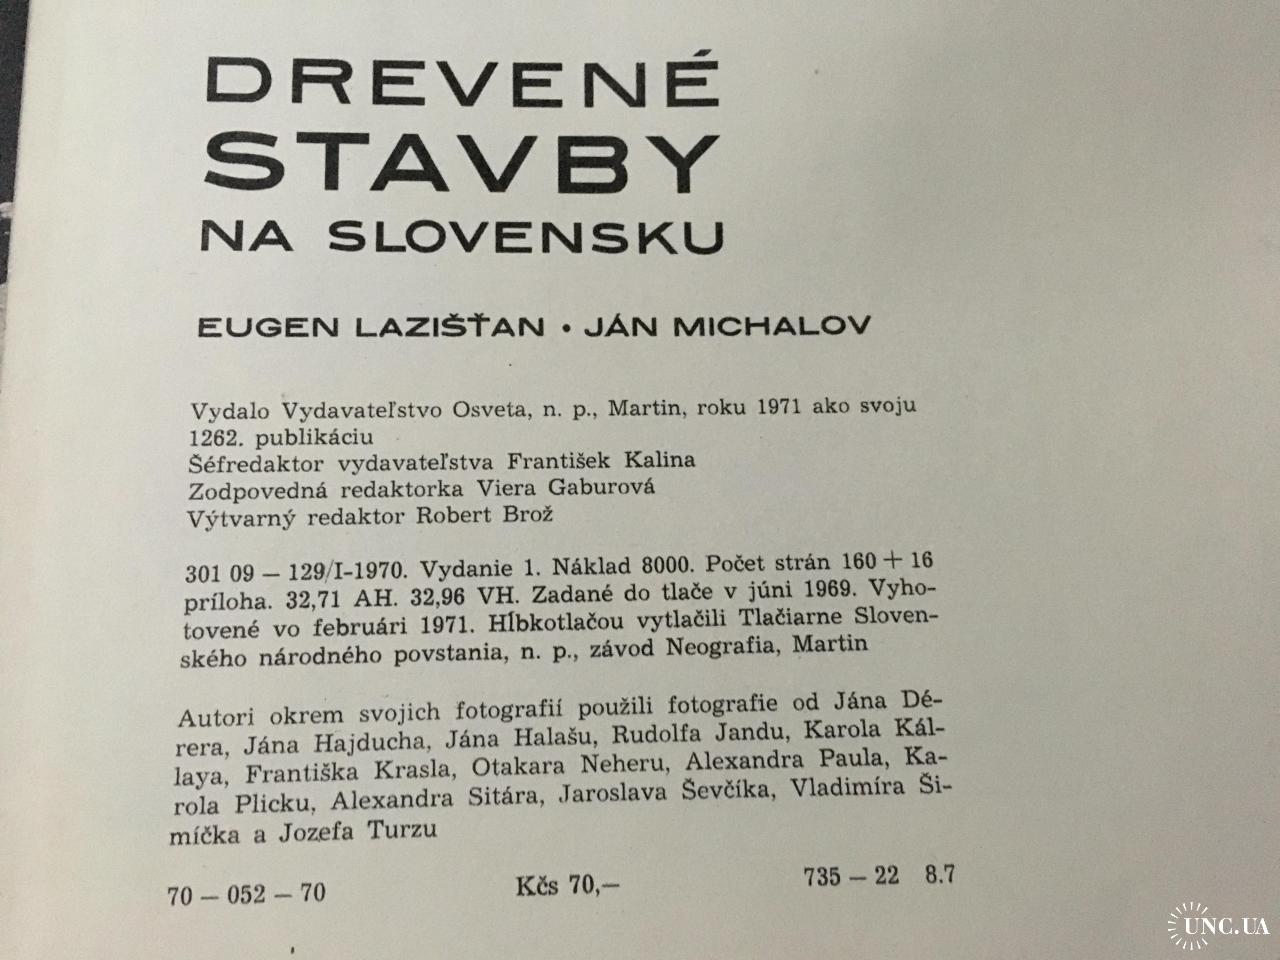 DREVENÉ
STAVBY
NA SLOVENSKU
EUGEN LAZIŠŤAN • JÁN MICHALOV
Vydalo Vydavateľstvo Osveta, n. p., Martin, roku 1971 ako svoju
1262. publikáciu
Šéfredaktor vydavateľstva František Kalina
Zodpovedná redaktorka Viera Gaburová
Výtvarný redaktor Robert Brož
301 09 — 129/I-1970. Vydanie 1. Náklad 8000. Počet strán 160 + 16
príloha. 32,71 AH. 32,96 VH. Zadané do tlače v júni 1969. Vyho-
tovené vo februári 1971. Hĺbkotlačou vytlačili Tlačiarne Sloven-
ského národného povstania, n. p., závod Neografia, Martin
Autori okrem svojich fotografií použili fotografie od Jána Dé-
rera, Jána Hajducha, Jána Halašu, Rudolfa Jandu, Karola Kál-
laya, Františka Krasla, Otakara Neheru, Alexandra Paula, Ka-
rola Plicku, Alexandra Sitára, Jaroslava Ševčíka, Vladimíra Ši-
míčka a Jozefa Turzu
70 — 052 — 70 Kčs 70,— 735 — 22 8.7
UNC.UA